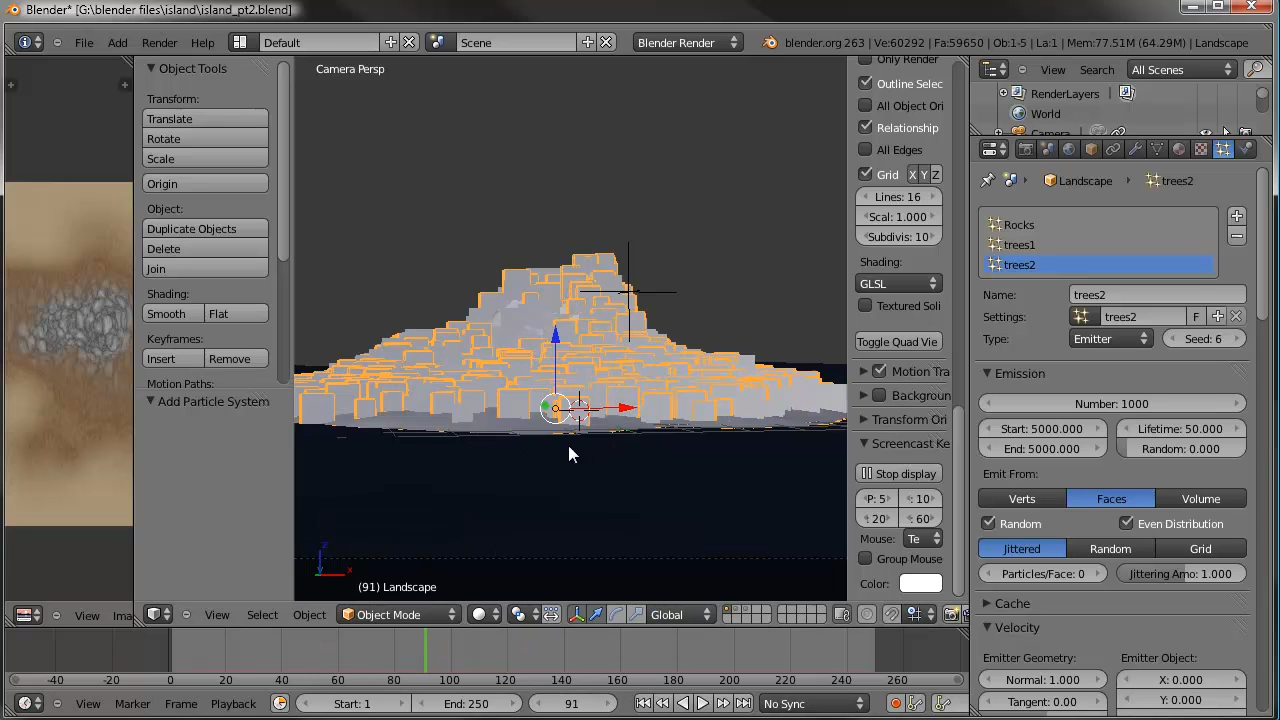 Blender* [G:\blender files\island\island_pt2.blend]
File Add Render Help Default Scene Blender Render blender.org 263 | Ve:60292 | Fa:59650 | Ob:1-5 | La:1 | Mem:77.51M (64.29M) | Landscape
Object Tools
Transform:
Translate
Rotate
Scale
Origin
Object:
Duplicate Objects
Delete
Join
Shading:
Smooth Flat
Keyframes:
Insert Remove
Motion Paths:
Add Particle System
Camera Persp
(91) Landscape
z
x
Only Render
Outline Selec
All Object Ori
Relationship
All Edges
Grid X Y Z
Lines: 16
Scal: 1.000
Subdivis: 10
Shading:
GLSL
Textured Soli
Toggle Quad Vie
Motion Tra
Backgroun
Transform Ori
Screencast Ke
Stop display
P: 5 : 10
: 20 : 60
Mouse: Te
Group Mouse
Color:
View Search All Scenes
RenderLayers
World
Camera
Landscape trees2
Rocks
trees1
trees2
Name: trees2
Settings: trees2 F
Type: Emitter Seed: 6
Emission
Number: 1000
Start: 5000.000 Lifetime: 50.000
End: 5000.000 Random: 0.000
Emit From:
Verts Faces Volume
Random Even Distribution
Jittered Random Grid
Particles/Face: 0 Jittering Amo: 1.000
Cache
Velocity
Emitter Geometry: Emitter Object:
Normal: 1.000 X: 0.000
Tangent: 0.00 Y: 0.000
View Ima
View Select Object Object Mode Global
-40 -20 0 20 40 60 80 100 120 140 160 180 200 220 240 260
View Marker Frame Playback Start: 1 End: 250 91 No Sync